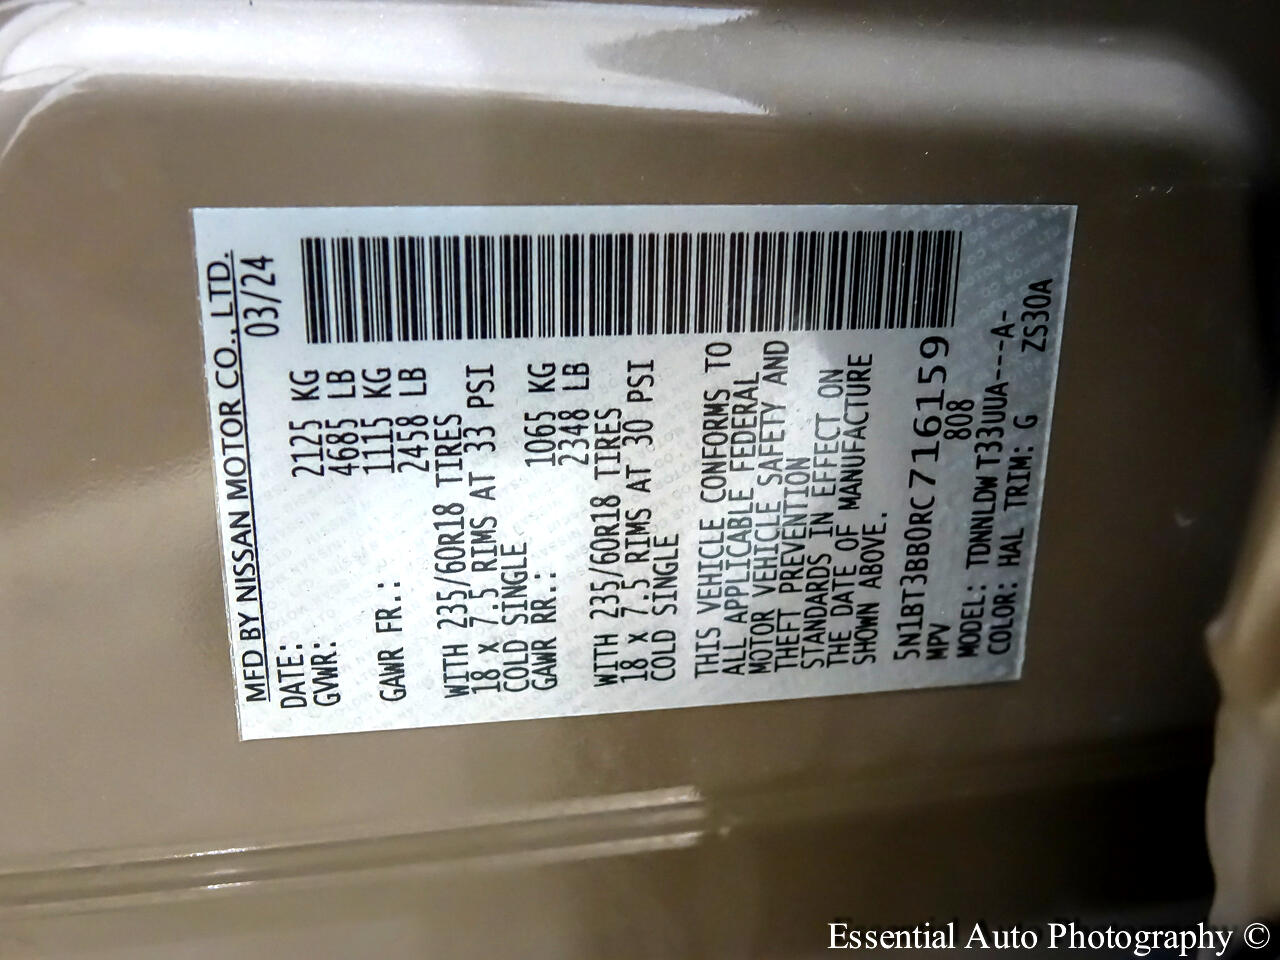 MFD BY NISSAN MOTOR CO., LTD.
DATE: 03/24
GVWR: 2125 KG
4685 LB
GAWR FR.: 1115 KG
2458 LB
WITH 235/60R18 TIRES
18 X 7.5 RIMS AT 33 PSI
COLD SINGLE
GAWR RR.: 1065 KG
2348 LB
WITH 235/60R18 TIRES
18 X 7.5 RIMS AT 30 PSI
COLD SINGLE
THIS VEHICLE CONFORMS TO
ALL APPLICABLE FEDERAL
MOTOR VEHICLE SAFETY AND
THEFT PREVENTION
STANDARDS IN EFFECT ON
THE DATE OF MANUFACTURE
SHOWN ABOVE.
5N1BT3BB0RC716159
MPV 808
MODEL: TDNNLDWT33UUA---A-
COLOR: HAL TRIM: G ZS30A
Essential Auto Photography ©